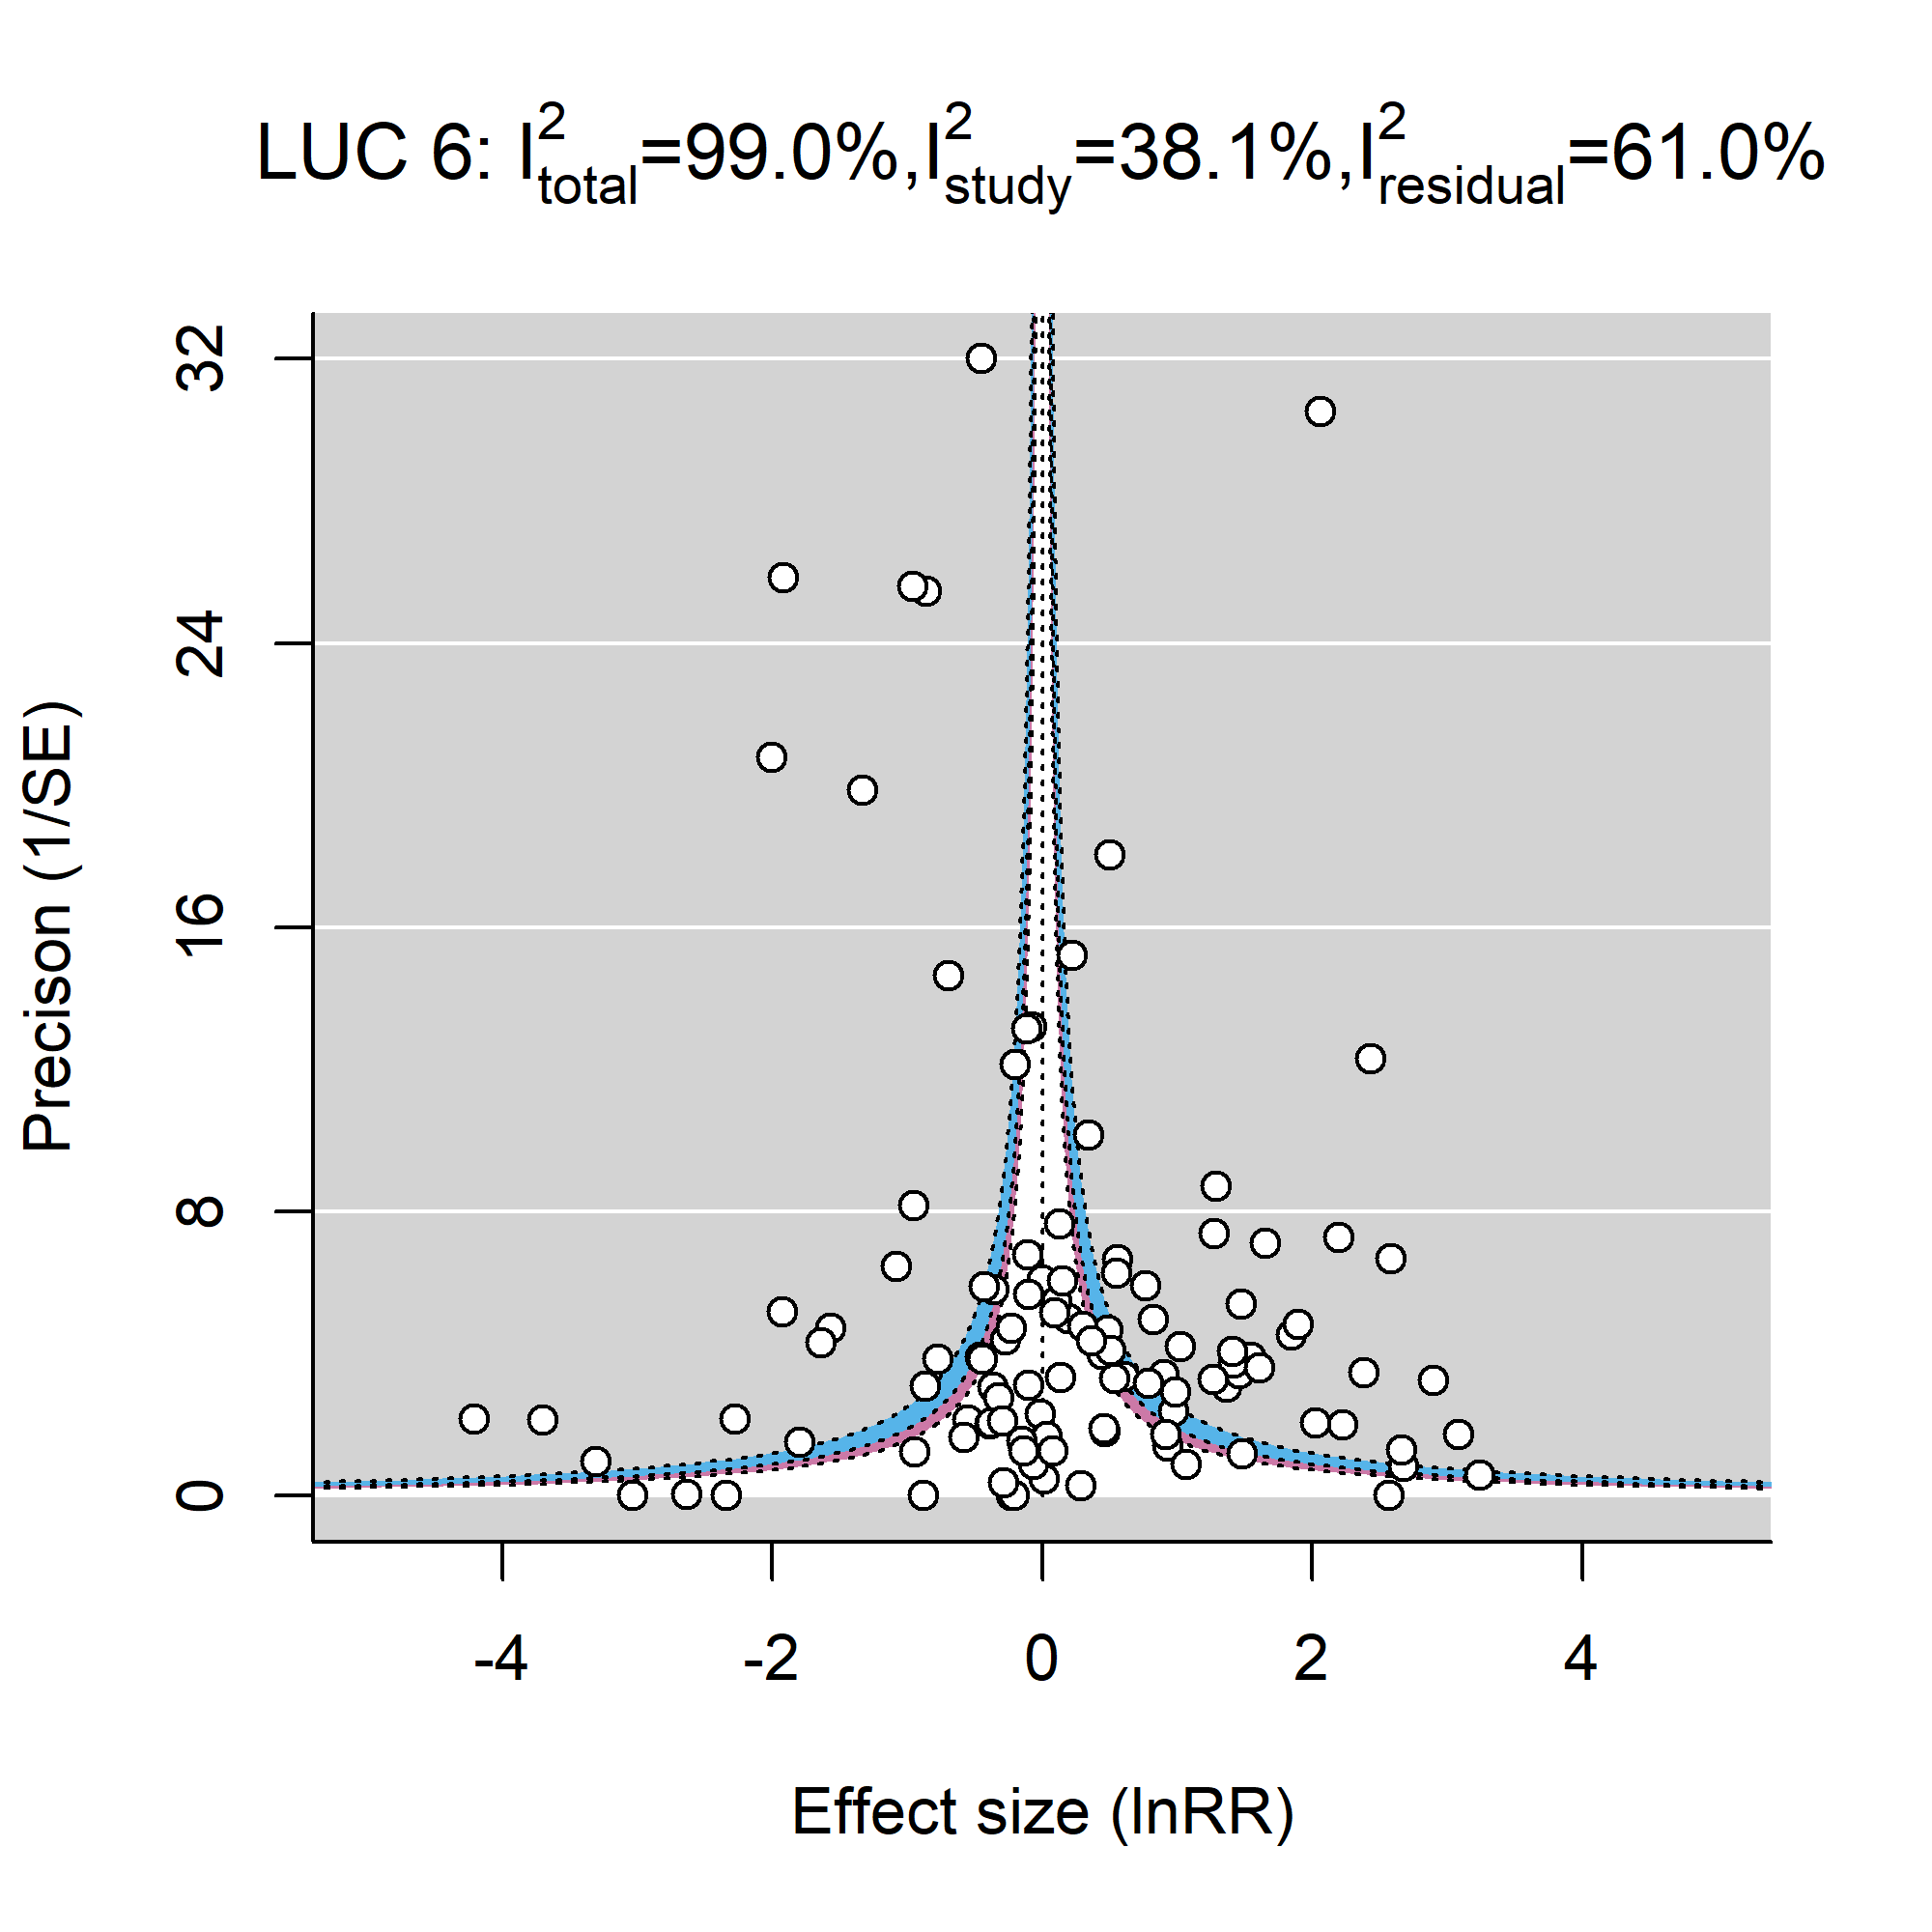 LUC 6: I²total=99.0%,I²study=38.1%,I²residual=61.0%
32
24
16
8
0
Precison (1/SE)
-4 -2 0 2 4
Effect size (lnRR)